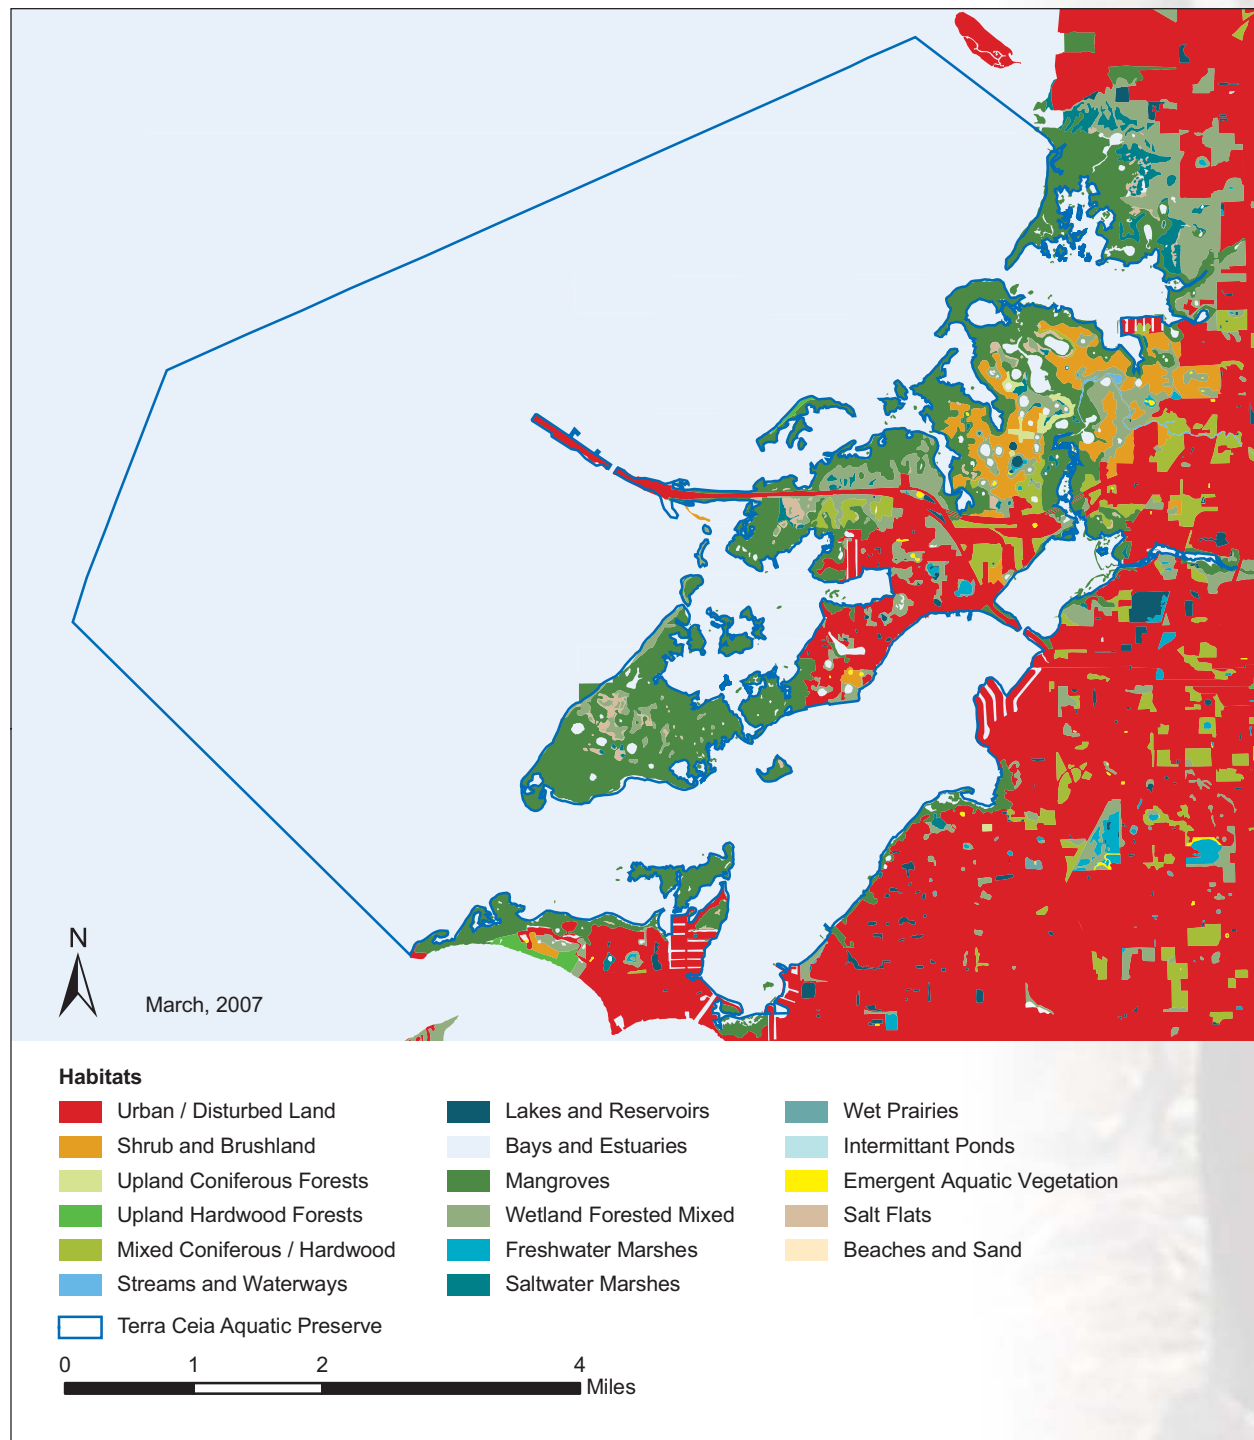 N
March, 2007
Habitats
Urban / Disturbed Land
Shrub and Brushland
Upland Coniferous Forests
Upland Hardwood Forests
Mixed Coniferous / Hardwood
Streams and Waterways
Terra Ceia Aquatic Preserve
Lakes and Reservoirs
Bays and Estuaries
Mangroves
Wetland Forested Mixed
Freshwater Marshes
Saltwater Marshes
Wet Prairies
Intermittant Ponds
Emergent Aquatic Vegetation
Salt Flats
Beaches and Sand
0 1 2 4
Miles